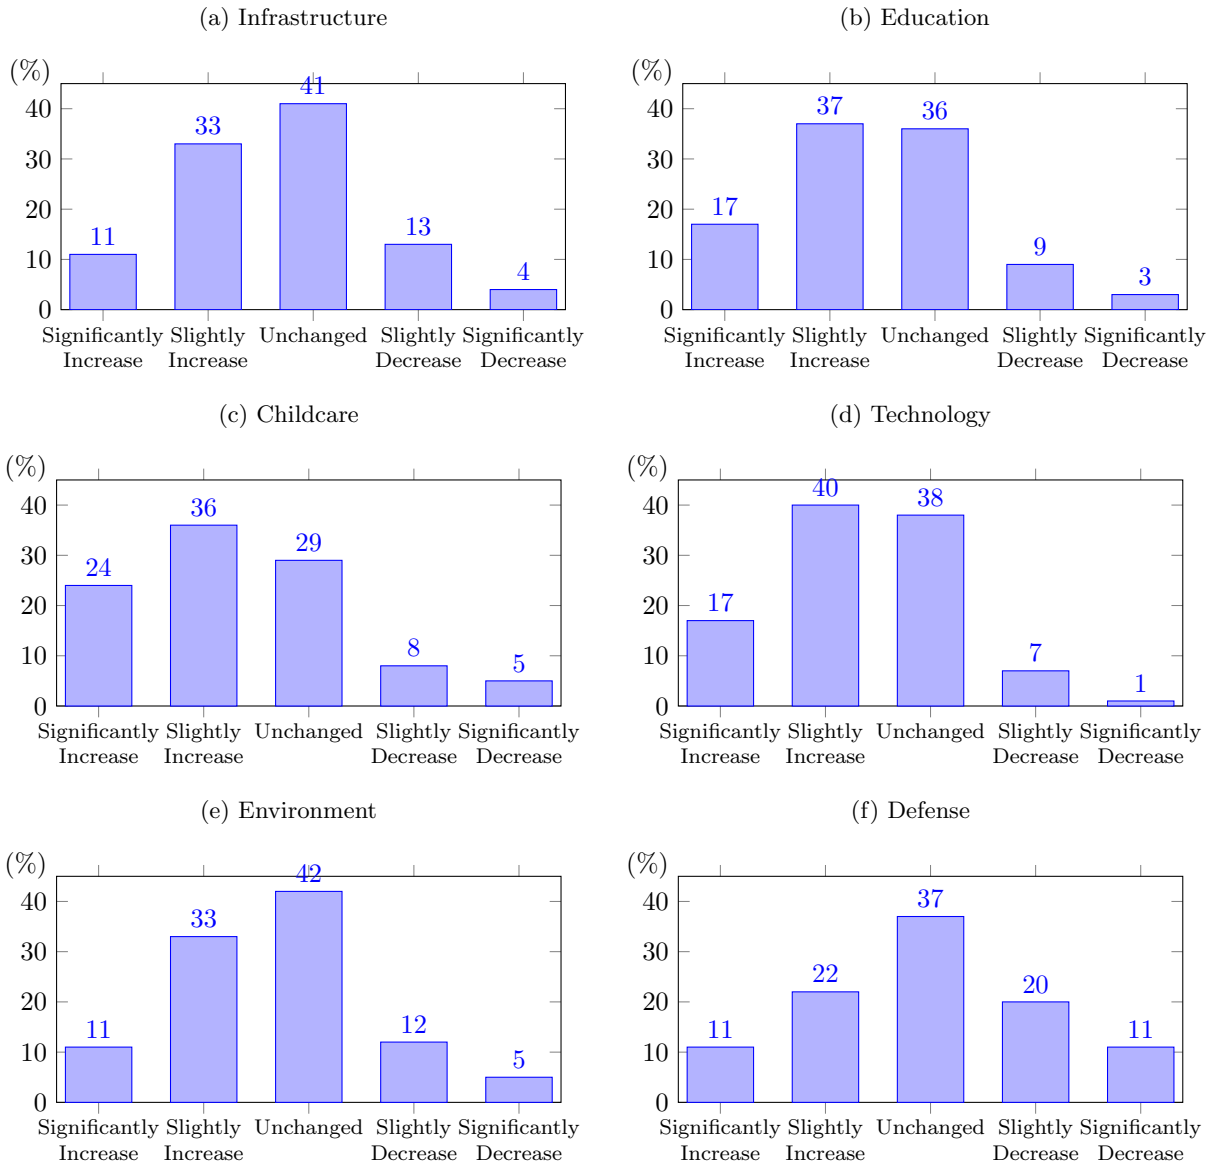 (a) Infrastructure
(%)
40
30
20
10
0
11
33
41
13
4
Significantly Increase
Slightly Increase
Unchanged
Slightly Decrease
Significantly Decrease
(b) Education
(%)
40
30
20
10
0
17
37
36
9
3
Significantly Increase
Slightly Increase
Unchanged
Slightly Decrease
Significantly Decrease
(c) Childcare
(%)
40
30
20
10
0
24
36
29
8
5
Significantly Increase
Slightly Increase
Unchanged
Slightly Decrease
Significantly Decrease
(d) Technology
(%)
40
30
20
10
0
17
40
38
7
1
Significantly Increase
Slightly Increase
Unchanged
Slightly Decrease
Significantly Decrease
(e) Environment
(%)
40
30
20
10
0
11
33
42
12
5
Significantly Increase
Slightly Increase
Unchanged
Slightly Decrease
Significantly Decrease
(f) Defense
(%)
40
30
20
10
0
11
22
37
20
11
Significantly Increase
Slightly Increase
Unchanged
Slightly Decrease
Significantly Decrease